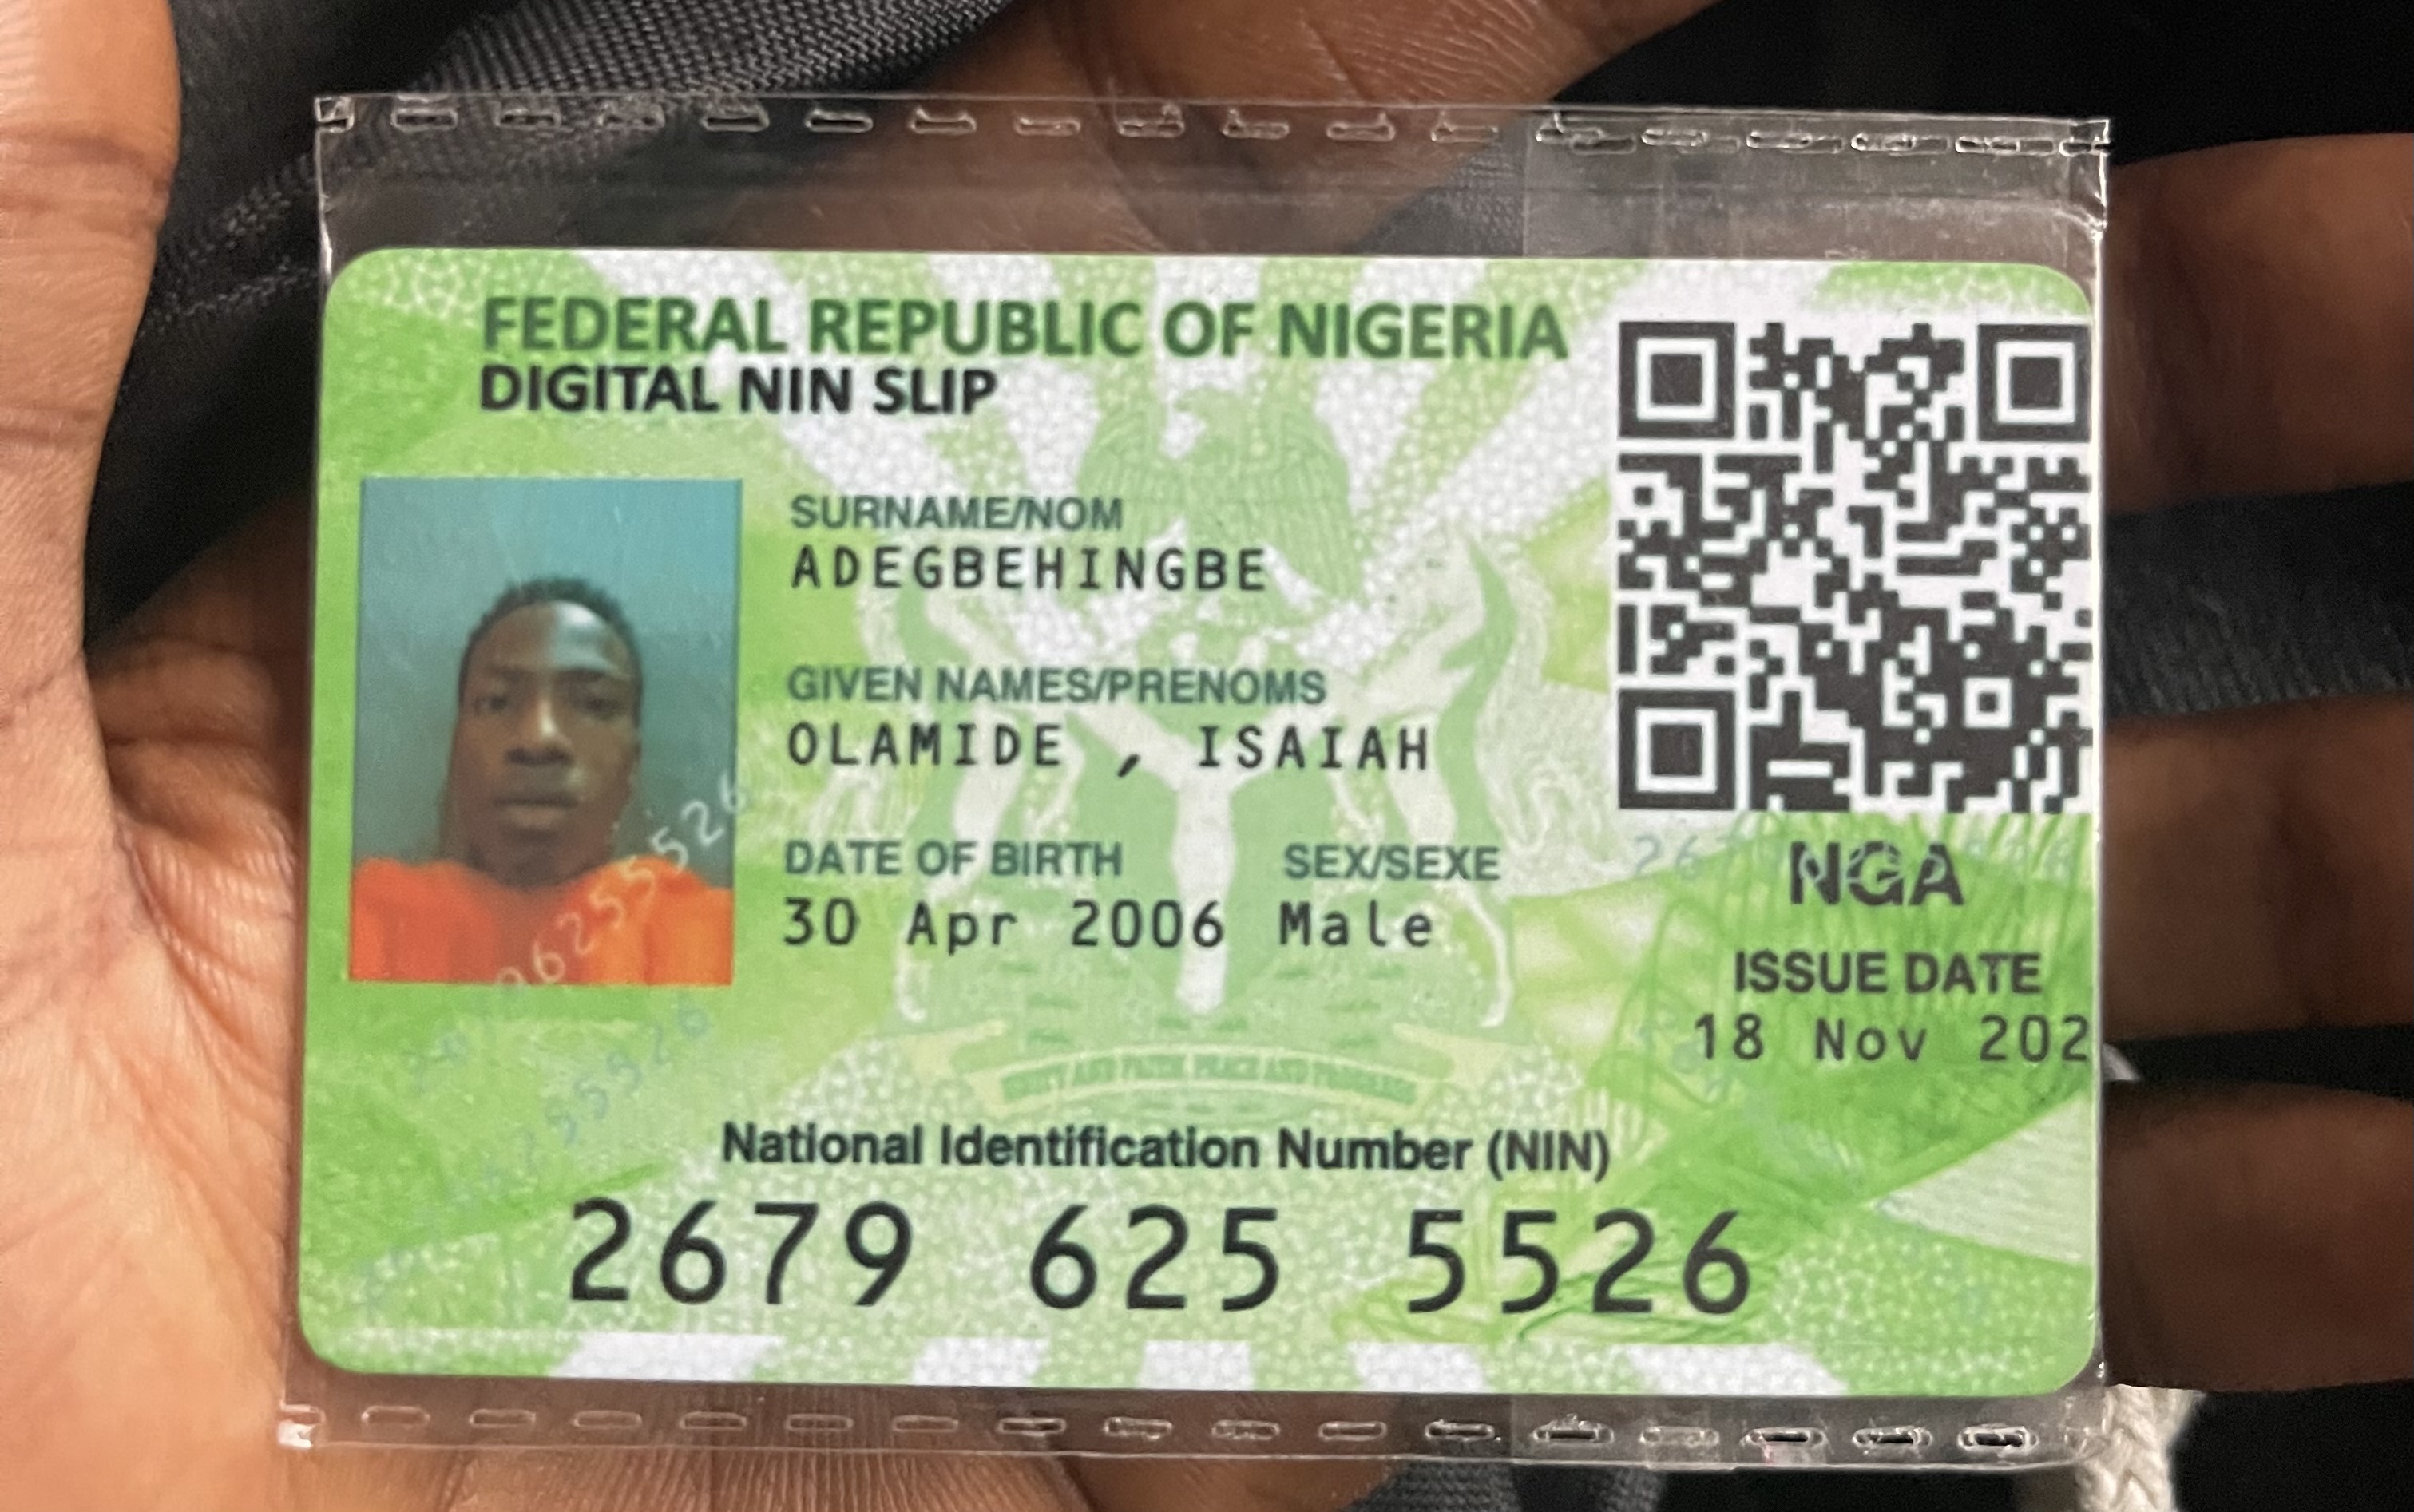 FEDERAL REPUBLIC OF NIGERIA
DIGITAL NIN SLIP
SURNAME/NOM
ADEGBEHINGBE
GIVEN NAMES/PRENOMS
OLAMIDE , ISAIAH
DATE OF BIRTH SEX/SEXE
30 Apr 2006 Male
NGA
ISSUE DATE
18 Nov 202
UNITY AND FAITH, PEACE AND PROGRESS
National Identification Number (NIN)
2679 625 5526